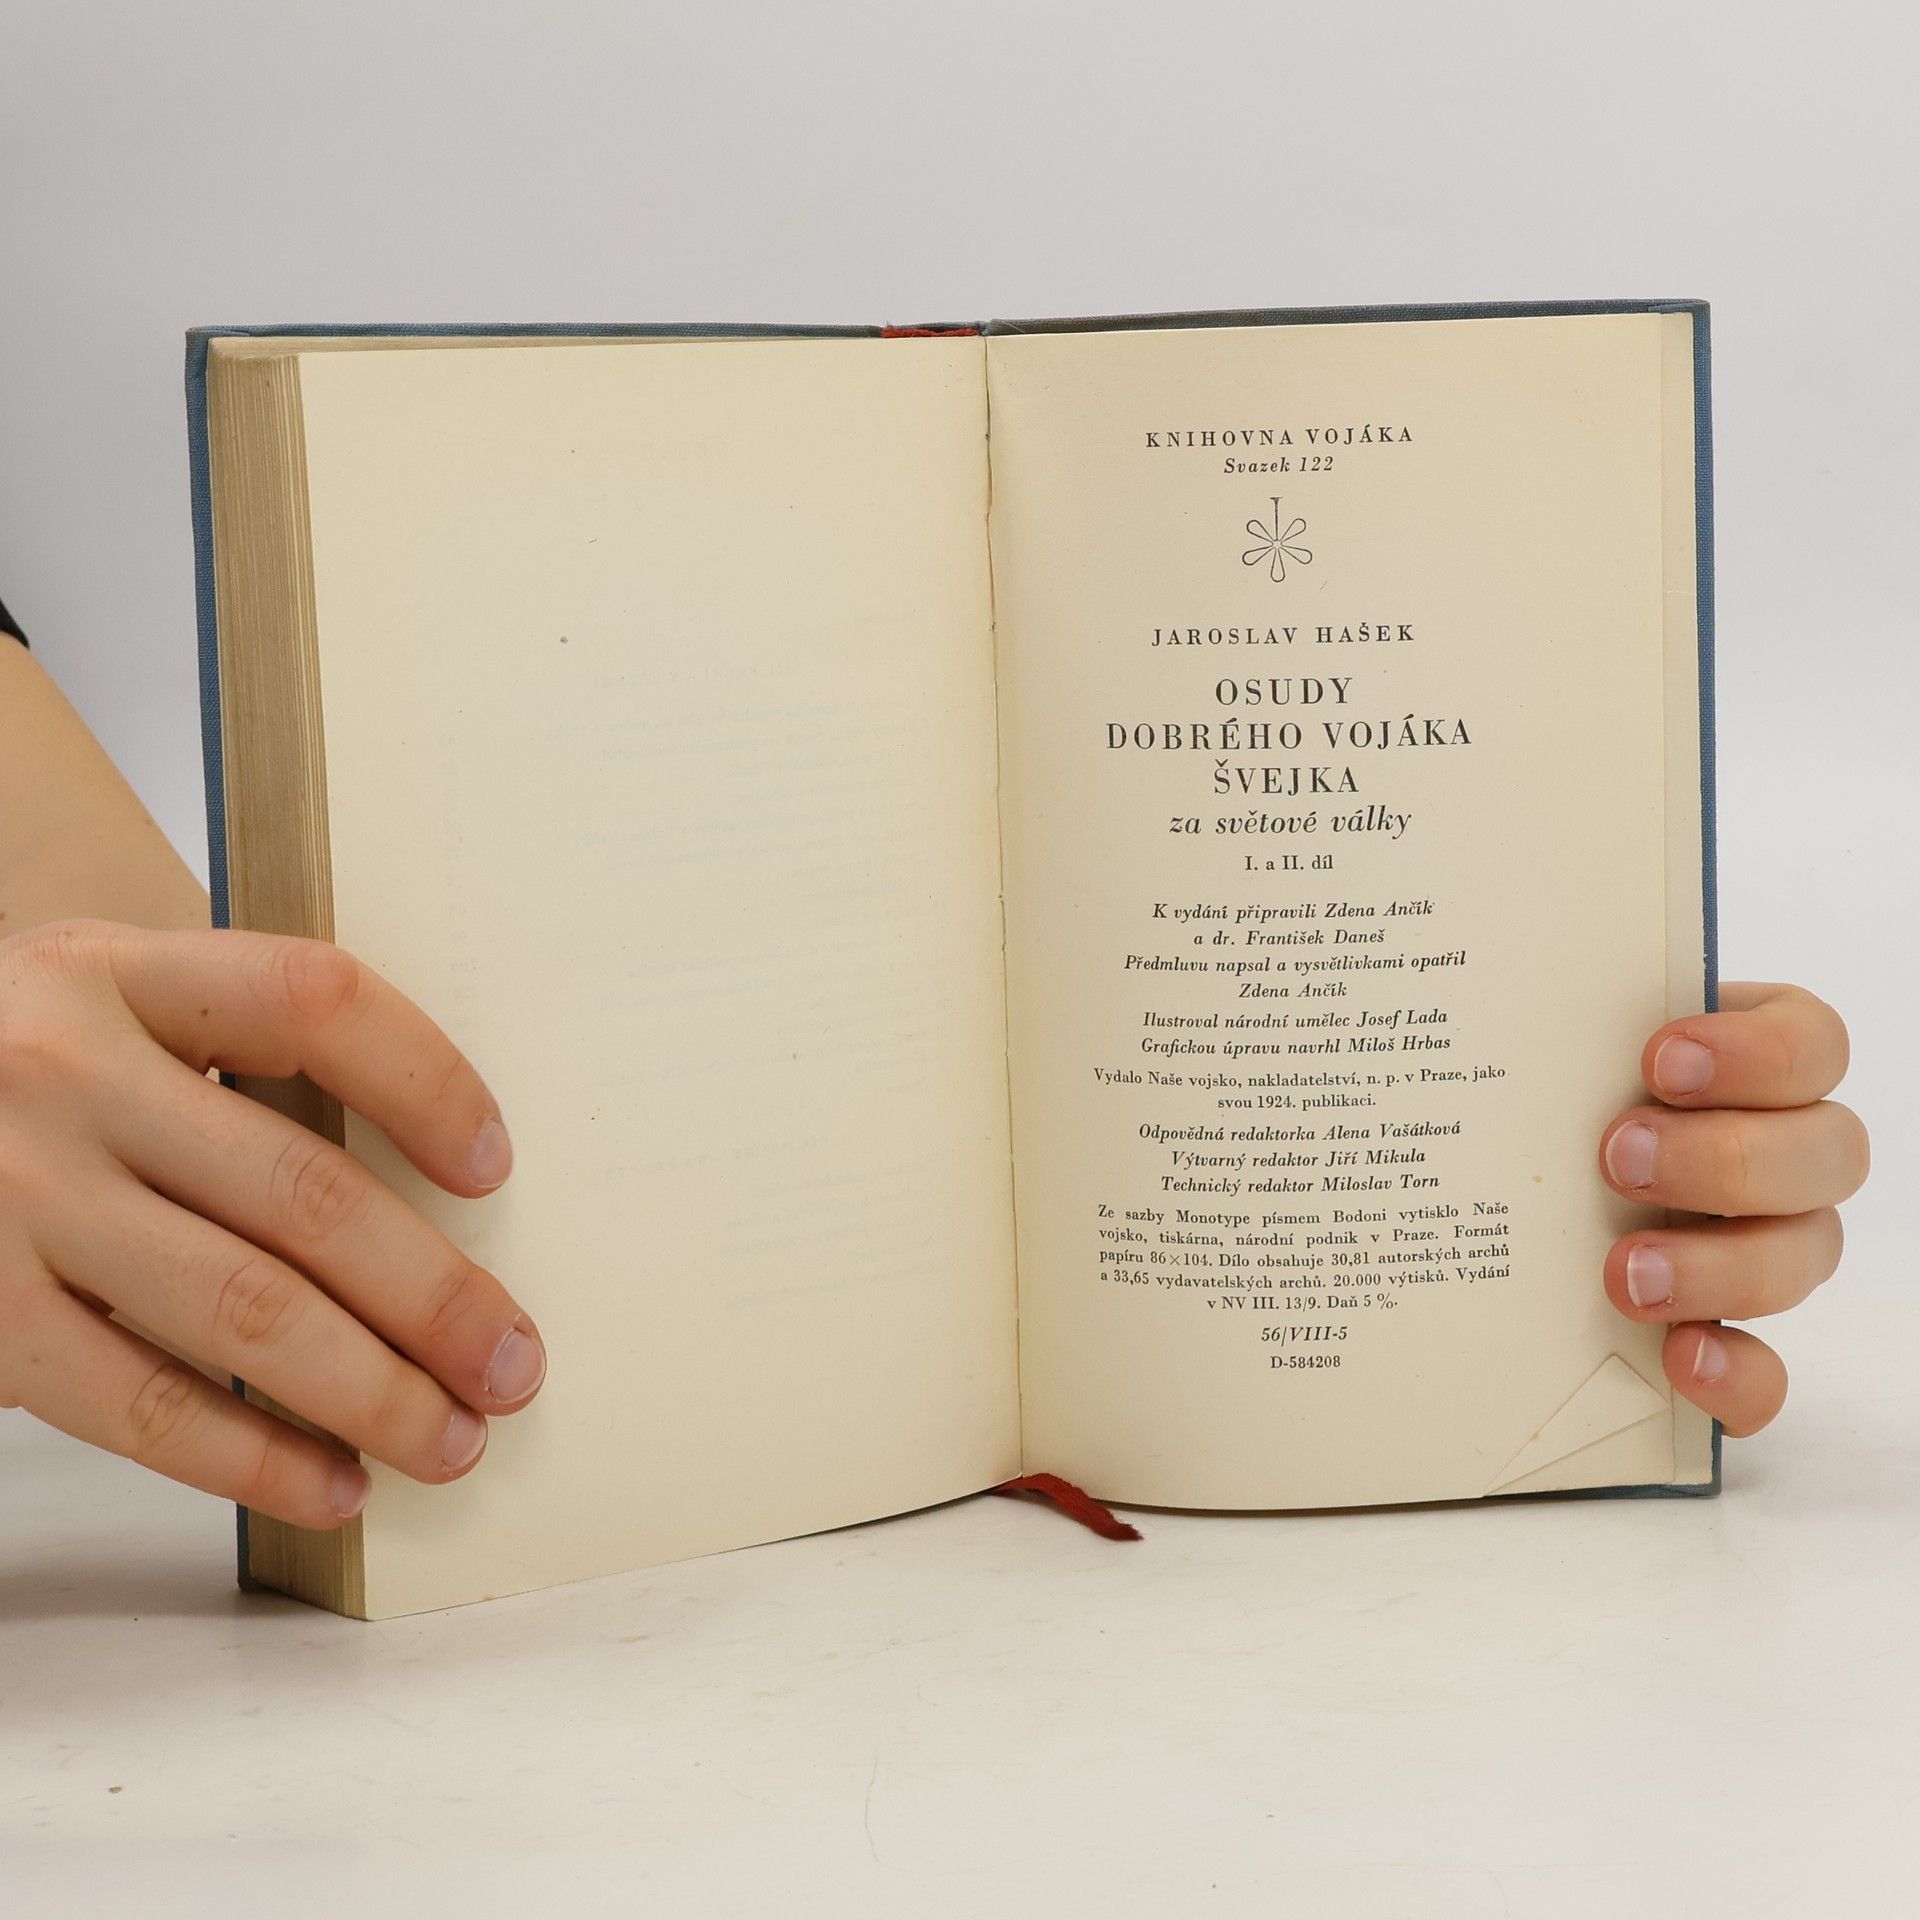 KNIHOVNA VOJÁKA
Svazek 122
JAROSLAV HAŠEK
OSUDY
DOBRÉHO VOJÁKA
ŠVEJKA
za světové války
I. a II. díl
K vydání připravili Zdena Ančík
a dr. František Daneš
Předmluvu napsal a vysvětlivkami opatřil
Zdena Ančík
Ilustroval národní umělec Josef Lada
Grafickou úpravu navrhl Miloš Hrbas
Vydalo Naše vojsko, nakladatelství, n. p. v Praze, jako
svou 1924. publikaci.
Odpovědná redaktorka Alena Vašátková
Výtvarný redaktor Jiří Mikula
Technický redaktor Miloslav Torn
Ze sazby Monotype písmem Bodoni vytisklo Naše
vojsko, tiskárna, národní podnik v Praze. Formát
papíru 86×104. Dílo obsahuje 30,81 autorských archů
a 33,65 vydavatelských archů. 20.000 výtisků. Vydání
v NV III. 13/9. Daň 5 %.
56/VIII-5
D-584208